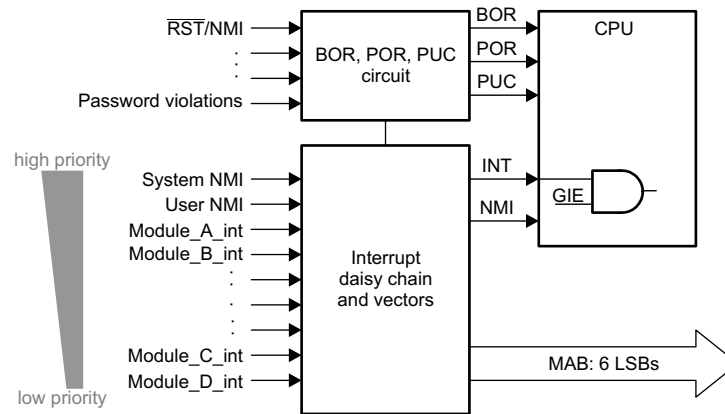 RST/NMI
.
.
.
Password violations
BOR, POR, PUC
circuit
BOR
POR
PUC
CPU
high priority
low priority
System NMI
User NMI
Module_A_int
Module_B_int
.
.
.
.
.
.
Module_C_int
Module_D_int
Interrupt
daisy chain
and vectors
INT
NMI
GIE
MAB: 6 LSBs